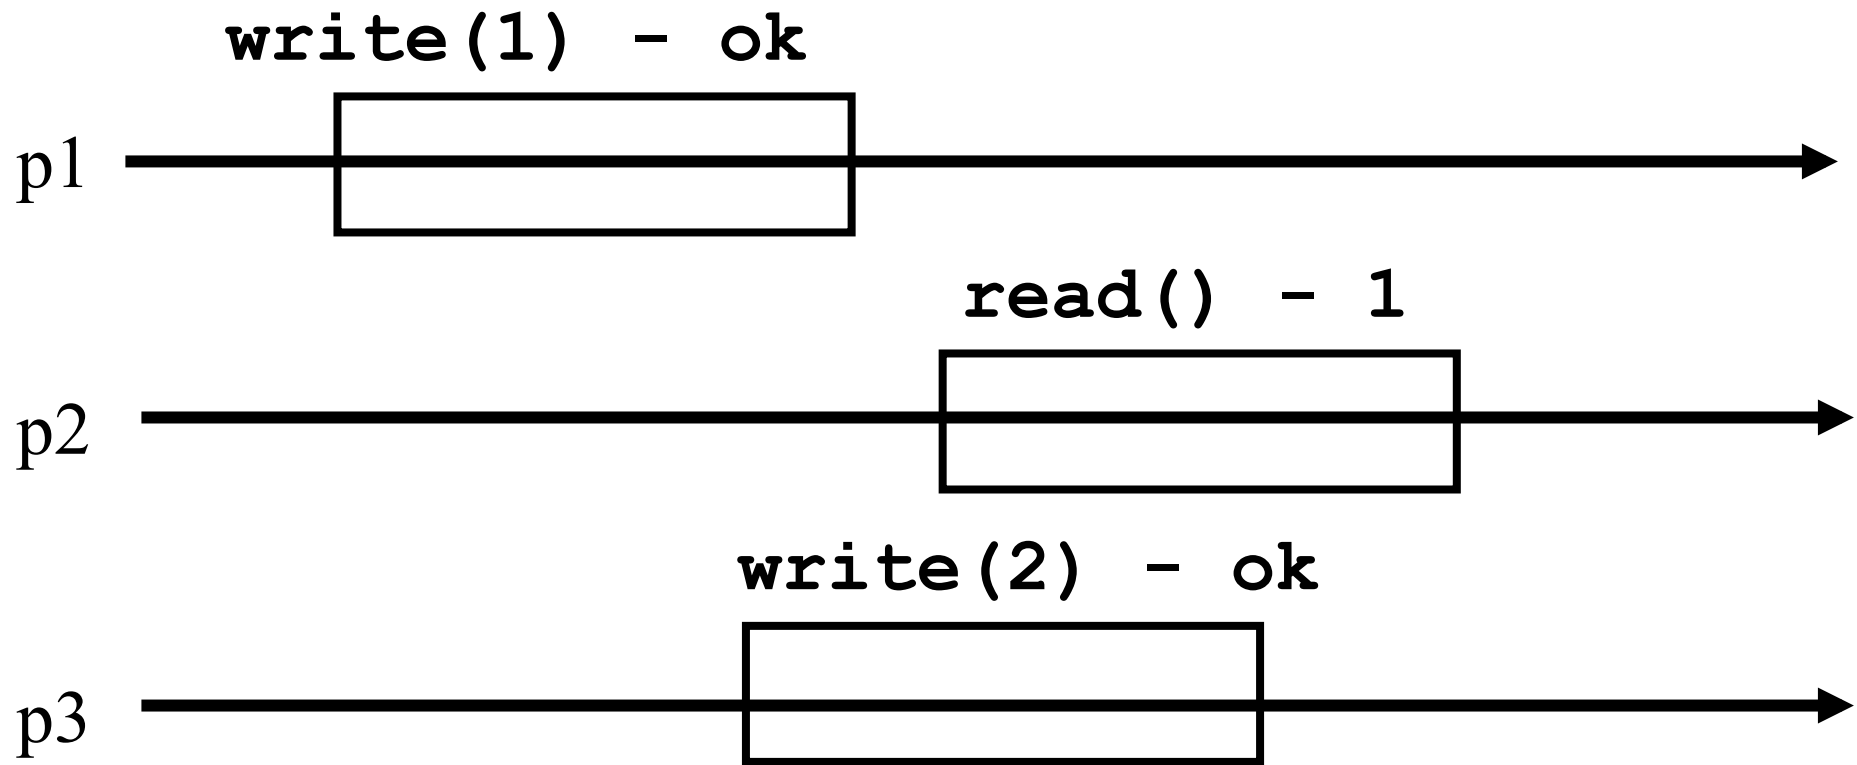 write(1) - ok
p1
read() - 1
p2
write(2) - ok
p3